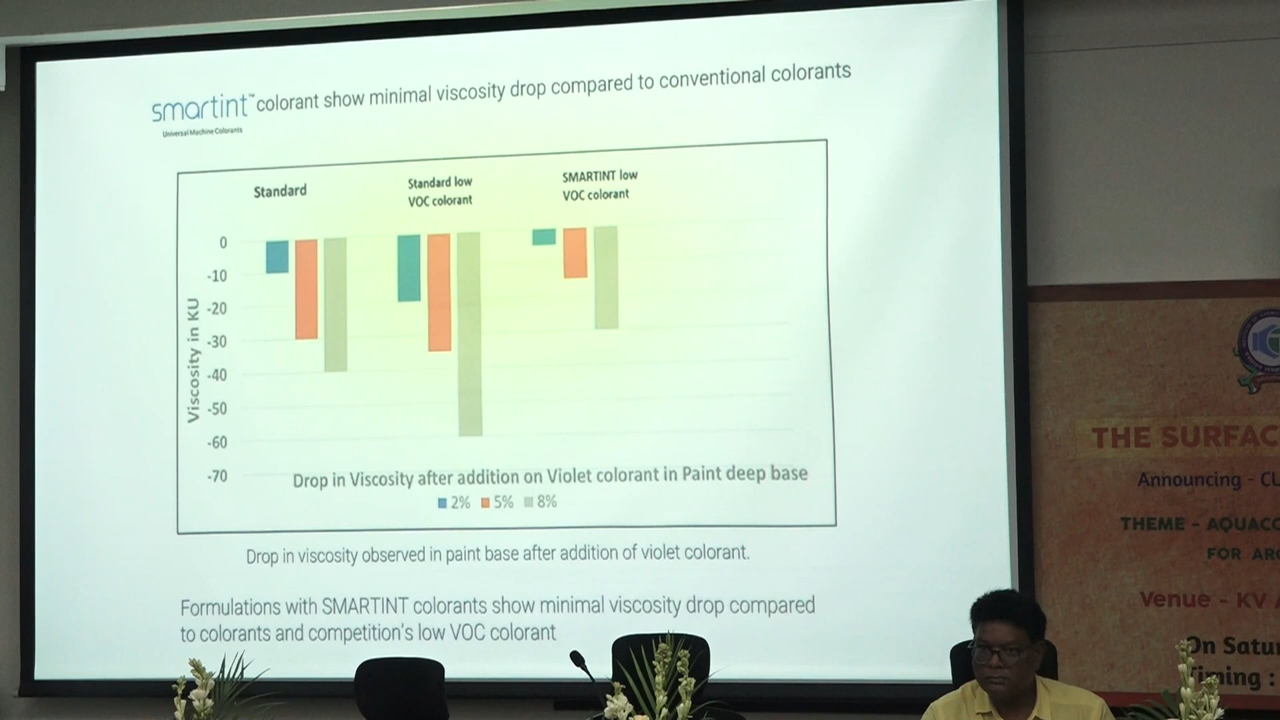 smartint™ colorant show minimal viscosity drop compared to conventional colorants
Universal Machine Colorants
Standard
Standard low
VOC colorant
SMARTINT low
VOC colorant
Viscosity in KU
0
-10
-20
-30
-40
-50
-60
-70
Drop in Viscosity after addition on Violet colorant in Paint deep base
2% 5% 8%
Drop in viscosity observed in paint base after addition of violet colorant.
Formulations with SMARTINT colorants show minimal viscosity drop compared
to colorants and competition's low VOC colorant
THE SURFAC
Announcing - CU
THEME - AQUACO
FOR AR
Venue - KV
On Satu
Timing :